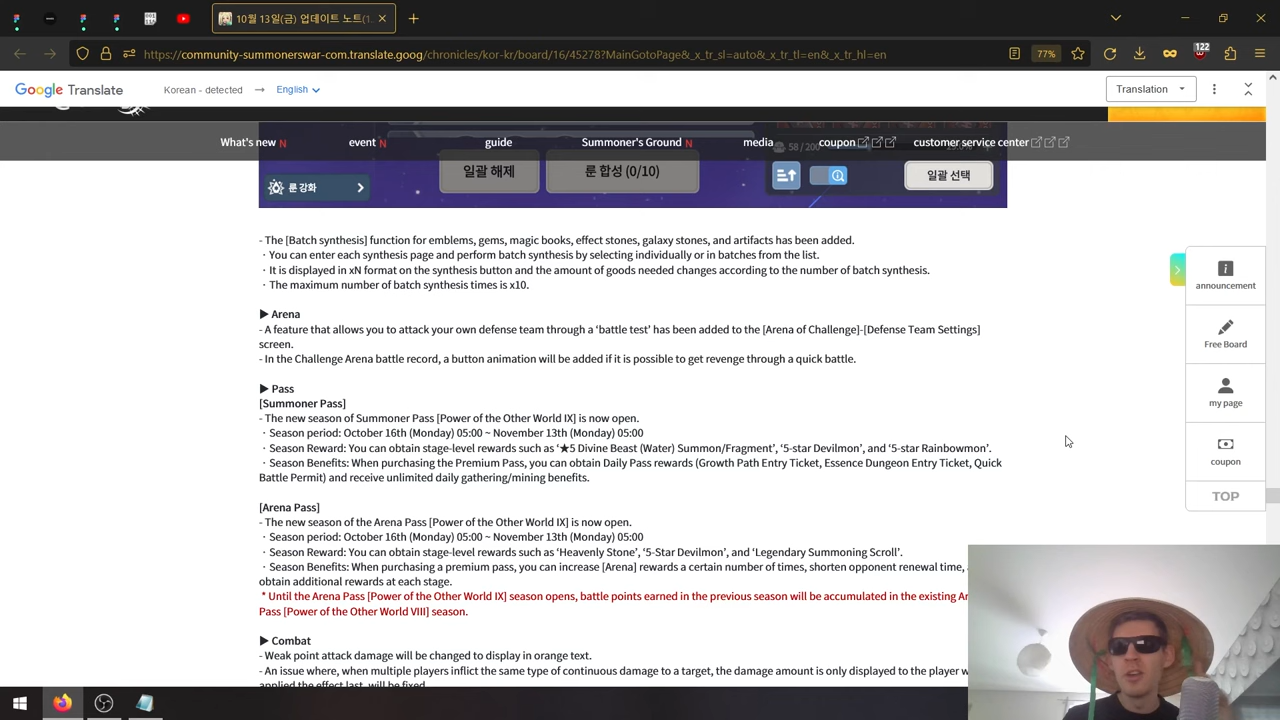 10월 13일(금) 업데이트 노트(1
https://community-summonerswar-com.translate.goog/chronicles/kor-kr/board/16/45278?MainGotoPage&_x_tr_sl=auto&_x_tr_tl=en&_x_tr_hl=en
77%
122
Google Translate
Korean - detected
English
Translation
What's new N
event N
guide
Summoner's Ground N
media
coupon
customer service center
58 / 200
룬 강화
일괄 해제
룬 합성 (0/10)
일괄 선택
- The [Batch synthesis] function for emblems, gems, magic books, effect stones, galaxy stones, and artifacts has been added.
· You can enter each synthesis page and perform batch synthesis by selecting individually or in batches from the list.
· It is displayed in xN format on the synthesis button and the amount of goods needed changes according to the number of batch synthesis.
· The maximum number of batch synthesis times is x10.
▶ Arena
- A feature that allows you to attack your own defense team through a ‘battle test’ has been added to the [Arena of Challenge]-[Defense Team Settings]
screen.
- In the Challenge Arena battle record, a button animation will be added if it is possible to get revenge through a quick battle.
▶ Pass
[Summoner Pass]
- The new season of Summoner Pass [Power of the Other World IX] is now open.
· Season period: October 16th (Monday) 05:00 ~ November 13th (Monday) 05:00
· Season Reward: You can obtain stage-level rewards such as ‘★5 Divine Beast (Water) Summon/Fragment’, ‘5-star Devilmon’, and ‘5-star Rainbowmon’.
· Season Benefits: When purchasing the Premium Pass, you can obtain Daily Pass rewards (Growth Path Entry Ticket, Essence Dungeon Entry Ticket, Quick
Battle Permit) and receive unlimited daily gathering/mining benefits.
[Arena Pass]
- The new season of the Arena Pass [Power of the Other World IX] is now open.
· Season period: October 16th (Monday) 05:00 ~ November 13th (Monday) 05:00
· Season Reward: You can obtain stage-level rewards such as ‘Heavenly Stone’, ‘5-Star Devilmon’, and ‘Legendary Summoning Scroll’.
· Season Benefits: When purchasing a premium pass, you can increase [Arena] rewards a certain number of times, shorten opponent renewal time,
obtain additional rewards at each stage.
* Until the Arena Pass [Power of the Other World IX] season opens, battle points earned in the previous season will be accumulated in the existing
Pass [Power of the Other World VIII] season.
▶ Combat
- Weak point attack damage will be changed to display in orange text.
- An issue where, when multiple players inflict the same type of continuous damage to a target, the damage amount is only displayed to the player
applied the effect last, will be fixed.
announcement
Free Board
my page
coupon
TOP